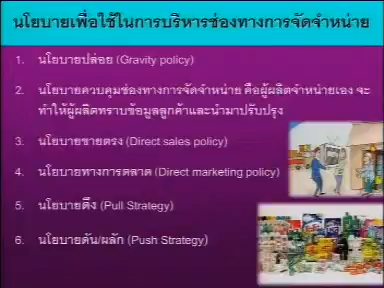 นโยบายเพื่อใช้ในการบริหารช่องทางการจัดจำหน่าย
1. นโยบายปล่อย (Gravity policy)
2. นโยบายควบคุมช่องทางการจัดจำหน่าย คือผู้ผลิตจำหน่ายเอง จะ
ทำให้ผู้ผลิตทราบข้อมูลลูกค้าและนำมาปรับปรุง
3. นโยบายขายตรง (Direct sales policy)
4. นโยบายทางการตลาด (Direct marketing policy)
5. นโยบายดึง (Pull Strategy)
6. นโยบายดัน/ผลัก (Push Strategy)